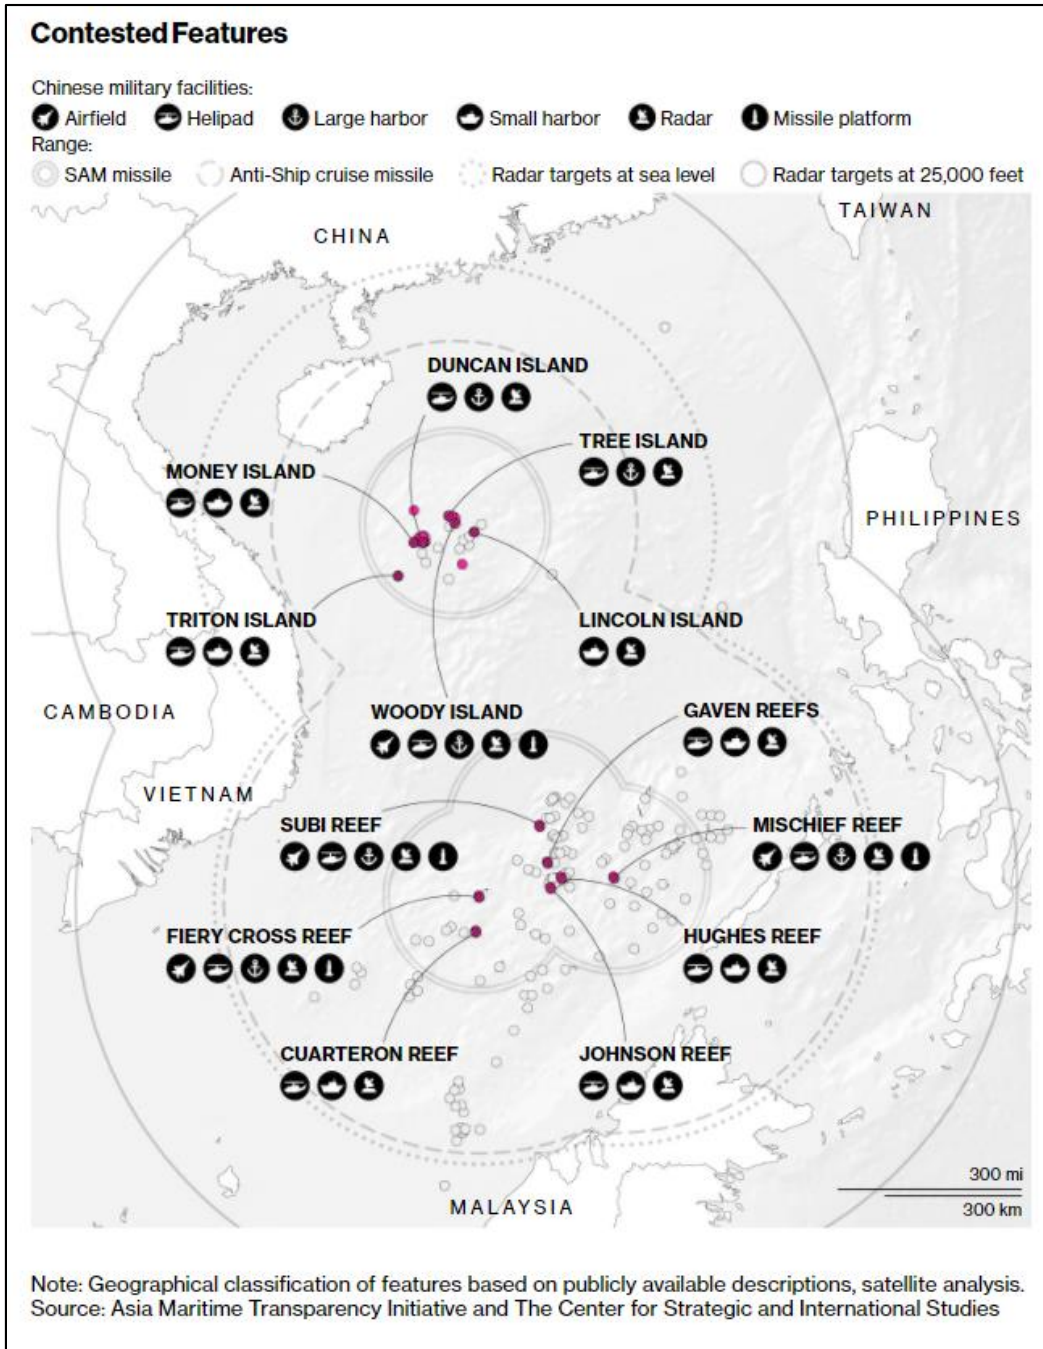 Contested Features
Chinese military facilities:
Airfield Helipad Large harbor Small harbor Radar Missile platform
Range:
SAM missile Anti-Ship cruise missile Radar targets at sea level Radar targets at 25,000 feet
TAIWAN
CHINA
DUNCAN ISLAND
TREE ISLAND
MONEY ISLAND
PHILIPPINES
TRITON ISLAND
LINCOLN ISLAND
CAMBODIA
WOODY ISLAND
GAVEN REEFS
VIETNAM
SUBI REEF
MISCHIEF REEF
FIERY CROSS REEF
HUGHES REEF
CUARTERON REEF
JOHNSON REEF
300 mi
MALAYSIA
300 km
Note: Geographical classification of features based on publicly available descriptions, satellite analysis.
Source: Asia Maritime Transparency Initiative and The Center for Strategic and International Studies